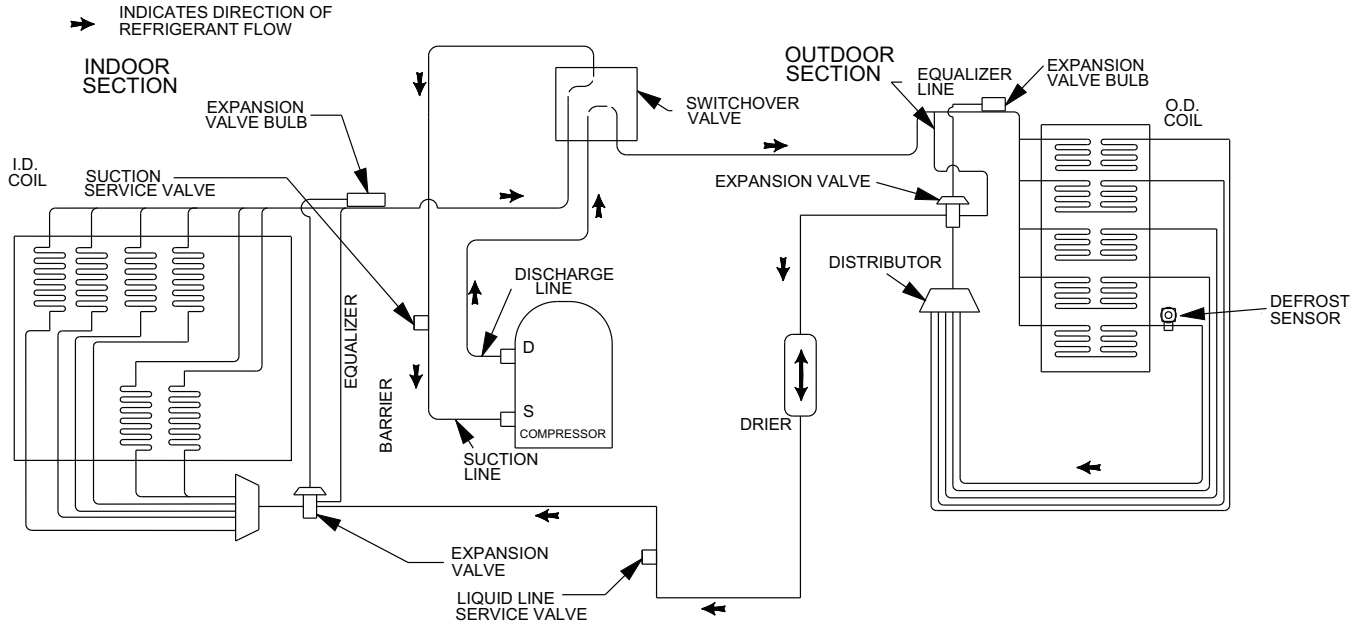 INDICATES DIRECTION OF
REFRIGERANT FLOW
INDOOR
SECTION
EXPANSION
VALVE BULB
I.D.
COIL
SUCTION
SERVICE VALVE
SWITCHOVER
VALVE
OUTDOOR
SECTION
EQUALIZER
LINE
EXPANSION
VALVE BULB
O.D.
COIL
EXPANSION VALVE
DISTRIBUTOR
DEFROST
SENSOR
DISCHARGE
LINE
EQUALIZER
BARRIER
D
S
COMPRESSOR
SUCTION
LINE
DRIER
EXPANSION
VALVE
LIQUID LINE
SERVICE VALVE